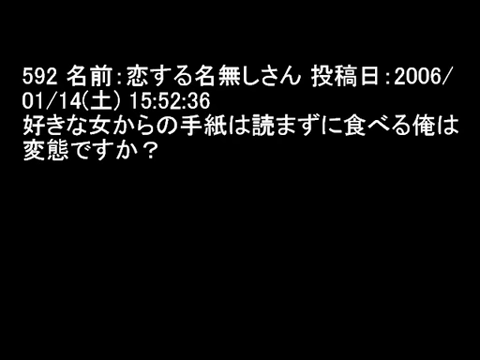 592 名前：恋する名無しさん 投稿日：2006/
01/14(土) 15:52:36
好きな女からの手紙は読まずに食べる俺は
変態ですか？